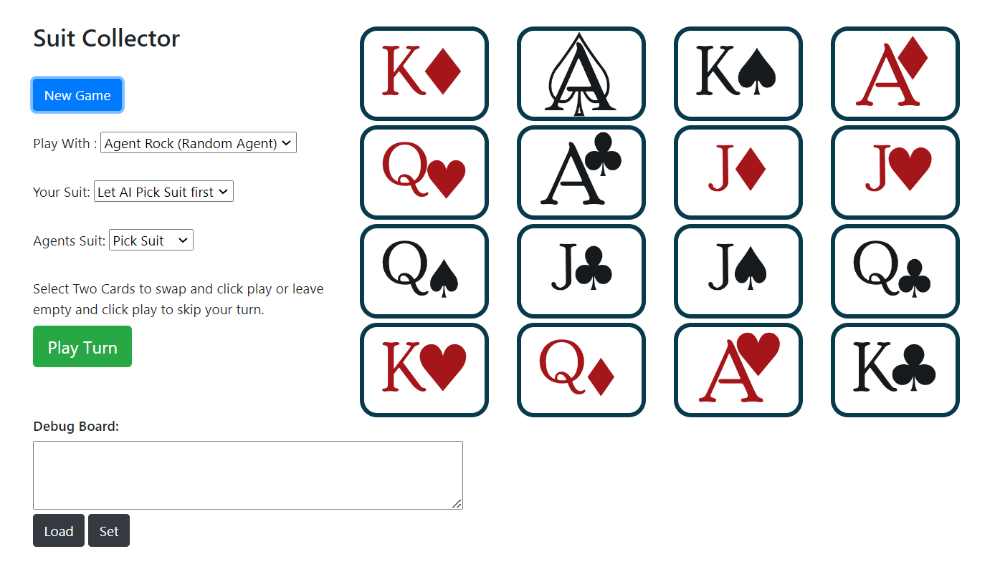 Suit Collector
New Game
Play With : Agent Rock (Random Agent)
Your Suit: Let AI Pick Suit first
Agents Suit: Pick Suit
Select Two Cards to swap and click play or leave
empty and click play to skip your turn.
Play Turn
K♦ A♠ K♠ A♦
Q♥ A♣ J♦ J♥
Q♠ J♣ J♠ Q♣
K♥ Q♦ A♥ K♣
Debug Board:
Load Set